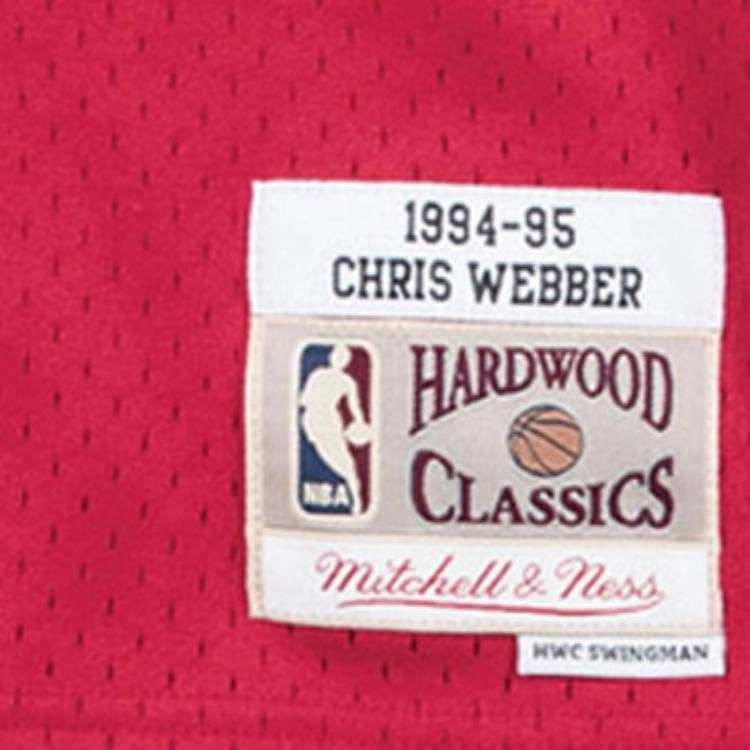 1994-95
CHRIS WEBBER
HARDWOOD
NBA
CLASSICS
Mitchell & Ness
HWC SWINGMAN